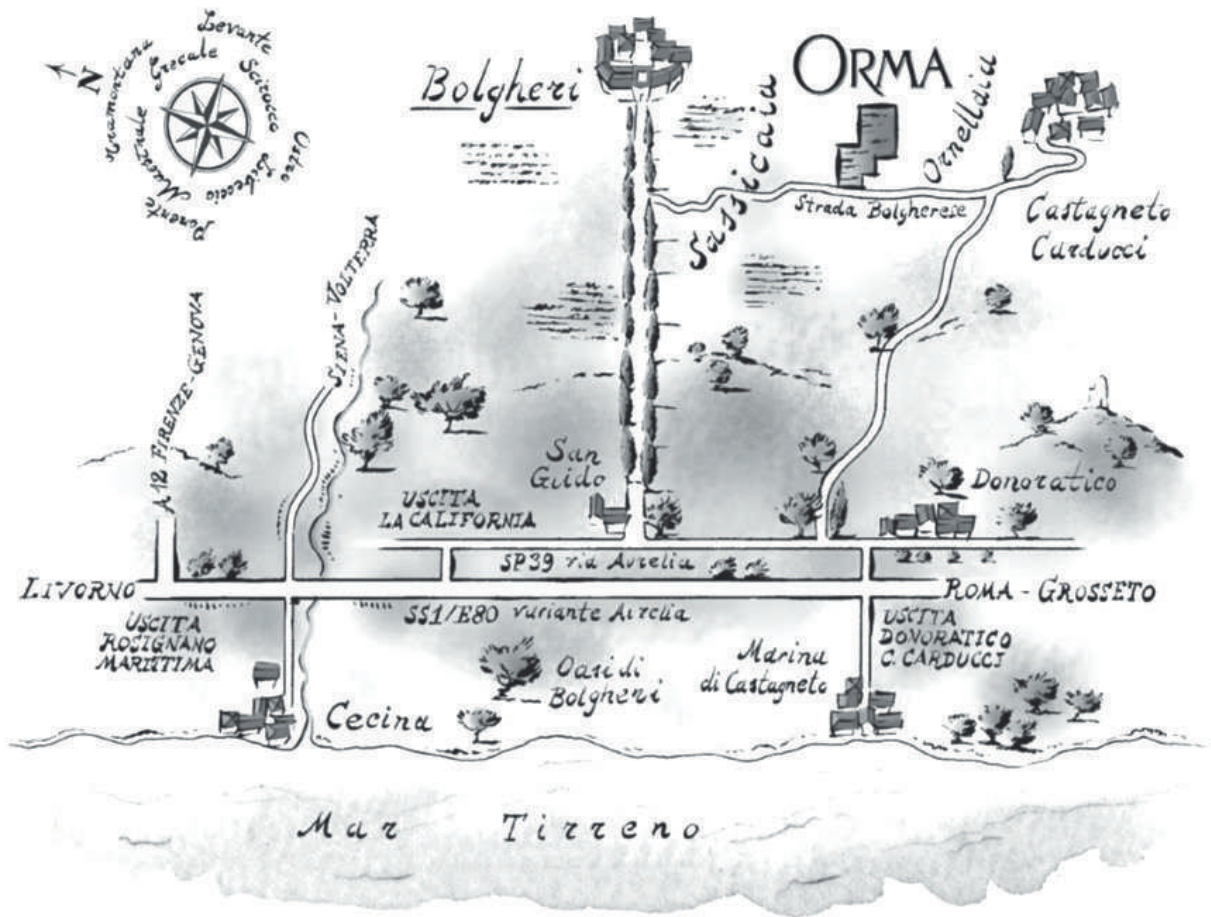 Levante
Tramontana
Grecale
Scirocco
N
Maestrale
Ostro
Libeccio
Ponente
Bolgheri
ORMA
Sassicaia
Ornellaia
Strada Bolgherese
Castagneto
Carducci
SIENA-VOLTERRA
A12 FIRENZE-GENOVA
San
Guido
USCITA
LA CALIFORNIA
Donoratico
SP39 via Aurelia
LIVORNO
ROMA - GROSSETO
SS1/E80 variante Airelia
USCITA
ROSIGNANO
MARITTIMA
USCITA
DONORATICO
C. CARDUCCI
Oasi di
Bolgheri
Marina
di Castagneto
Cecina
Mar Tirreno